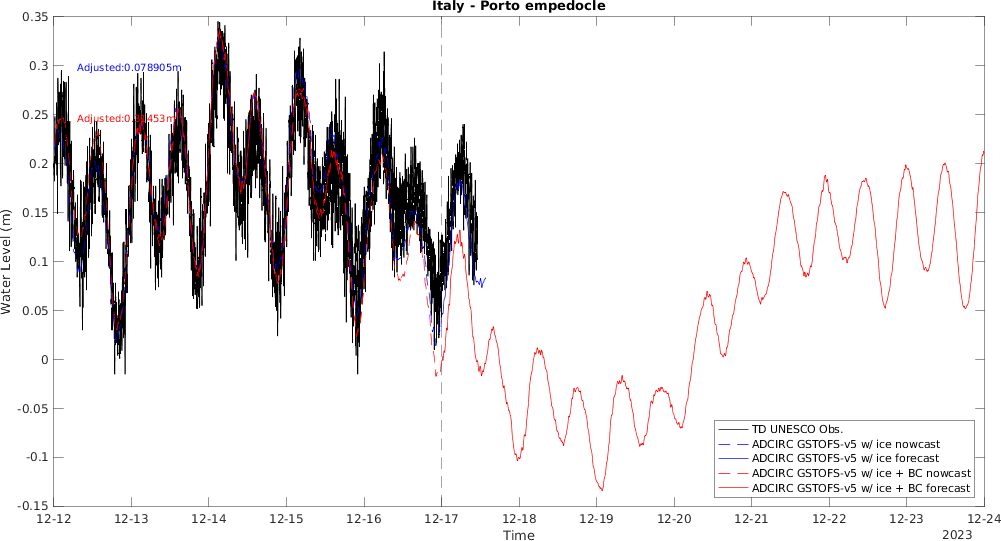 Italy - Porto empedocle
0.35
0.3
0.25
0.2
0.15
0.1
0.05
0
-0.05
-0.1
-0.15
Water Level (m)
Adjusted:0.078905m
TD UNESCO Obs.
ADCIRC GSTOFS-v5 w/ ice nowcast
ADCIRC GSTOFS-v5 w/ ice forecast
ADCIRC GSTOFS-v5 w/ ice + BC nowcast
ADCIRC GSTOFS-v5 w/ ice + BC forecast
12-12 12-13 12-14 12-15 12-16 12-17 12-18 12-19 12-20 12-21 12-22 12-23 12-24
Time
2023